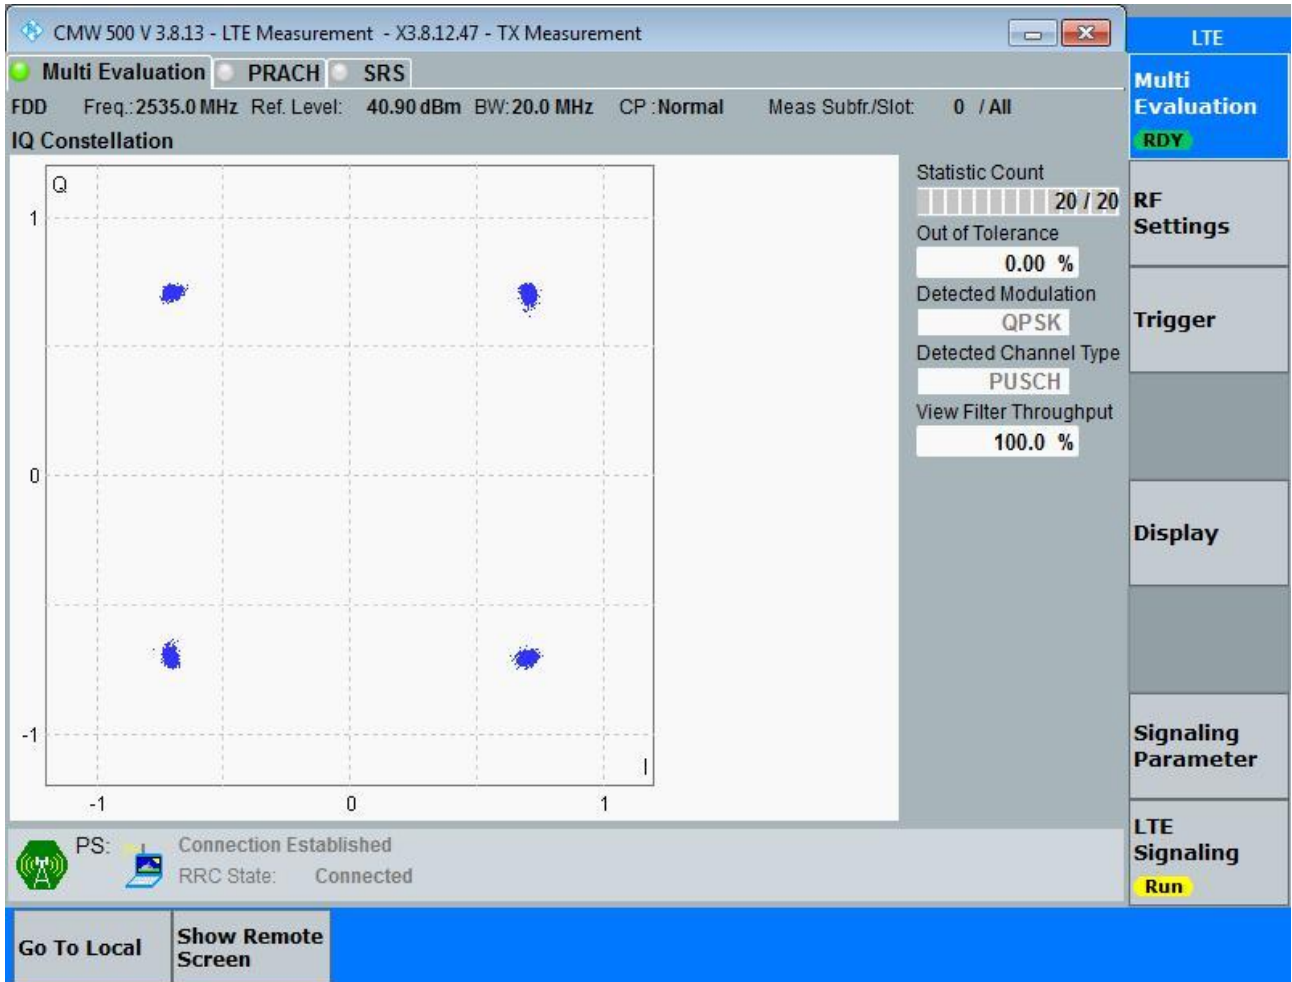 CMW 500 V 3.8.13 - LTE Measurement - X3.8.12.47 - TX Measurement
LTE
Multi Evaluation PRACH SRS
FDD Freq.: 2535.0 MHz Ref. Level: 40.90 dBm BW: 20.0 MHz CP : Normal Meas Subfr./Slot: 0 / All
IQ Constellation
Q
1
0
-1
-1 0 1
I
Statistic Count
20 / 20
Out of Tolerance
0.00 %
Detected Modulation
QPSK
Detected Channel Type
PUSCH
View Filter Throughput
100.0 %
Multi
Evaluation
RDY
RF
Settings
Trigger
Display
Signaling
Parameter
LTE
Signaling
Run
PS: Connection Established
RRC State: Connected
Go To Local
Show Remote
Screen